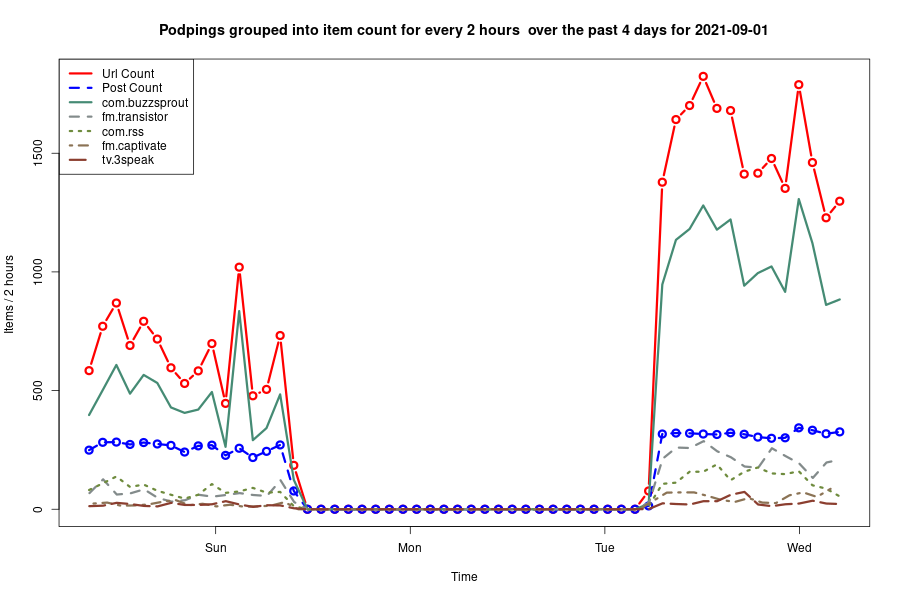 Podpings grouped into item count for every 2 hours  over the past 4 days for 2021-09-01
Url Count
Post Count
com.buzzsprout
fm.transistor
com.rss
fm.captivate
tv.3speak
1500
1000
500
0
Items / 2 hours
Sun Mon Tue Wed
Time